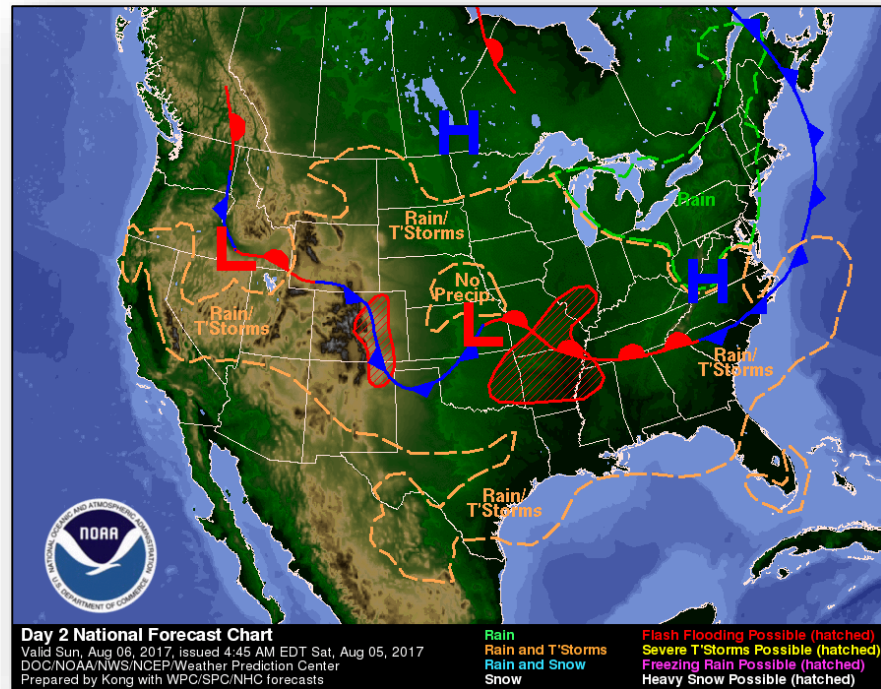 H
Rain/
T'Storms
Rain
L
No
Precip.
H
Rain/
T'Storms
L
Rain/
T'Storms
Rain/
T'Storms
NATIONAL OCEANIC AND ATMOSPHERIC ADMINISTRATION
NOAA
U.S. DEPARTMENT OF COMMERCE
Day 2 National Forecast Chart
Valid Sun, Aug 06, 2017, issued 4:45 AM EDT Sat, Aug 05, 2017
DOC/NOAA/NWS/NCEP/Weather Prediction Center
Prepared by Kong with WPC/SPC/NHC forecasts
Rain
Rain and T'Storms
Rain and Snow
Snow
Flash Flooding Possible (hatched)
Severe T'Storms Possible (hatched)
Freezing Rain Possible (hatched)
Heavy Snow Possible (hatched)